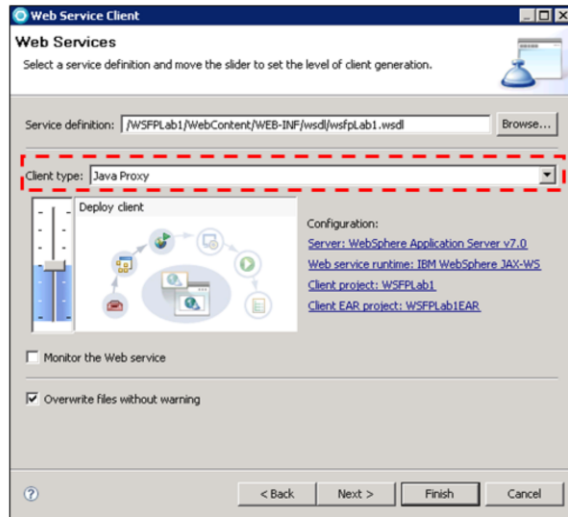 Web Service Client
Web Services
Select a service definition and move the slider to set the level of client generation.
Service definition: /WSFPLab1/WebContent/WEB-INF/wsdl/wsfpLab1.wsdl Browse...
Client type: Java Proxy
Deploy client
Configuration:
Server: WebSphere Application Server v7.0
Web service runtime: IBM WebSphere JAX-WS
Client project: WSFPLab1
Client EAR project: WSFPLab1EAR
Monitor the Web service
Overwrite files without warning
? < Back Next > Finish Cancel